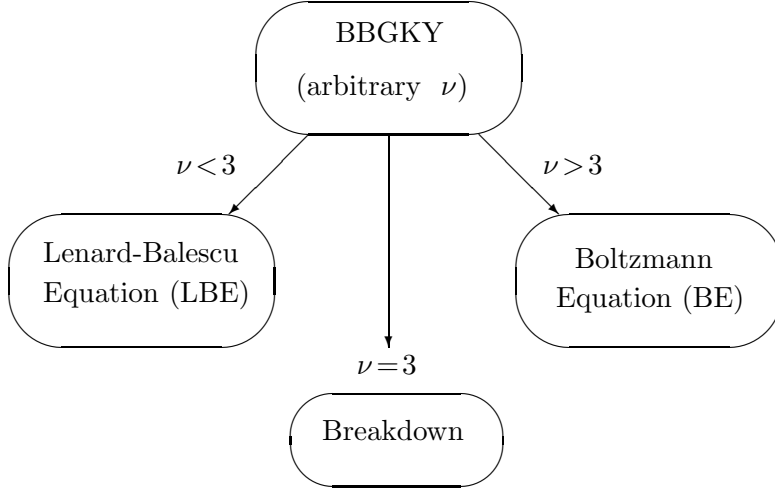 BBGKY
(arbitrary ν)
ν<3
ν>3
Lenard-Balescu
Equation (LBE)
Boltzmann
Equation (BE)
ν=3
Breakdown